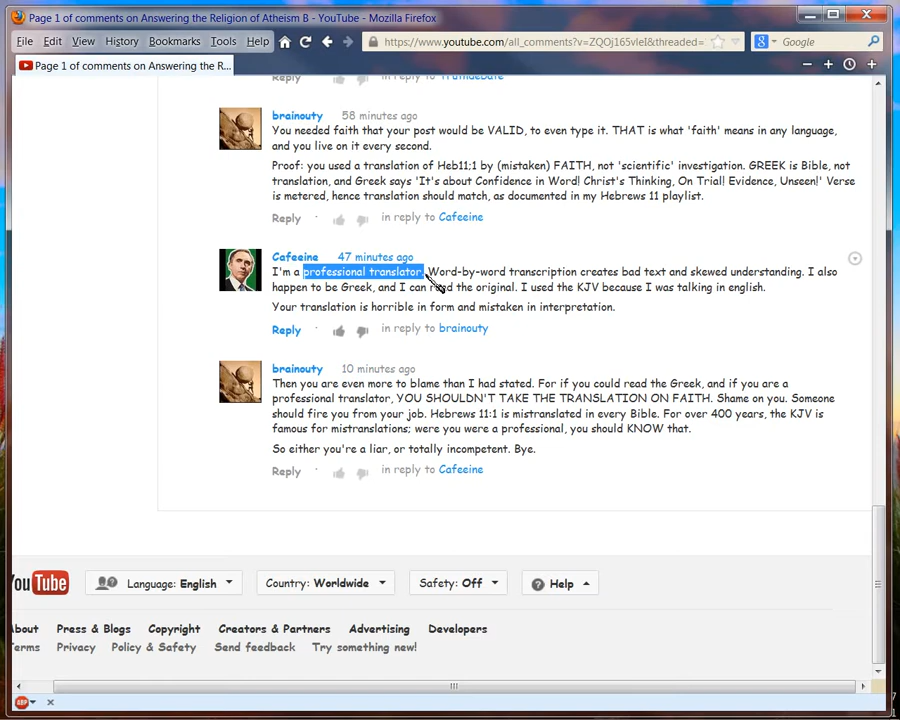 Page 1 of comments on Answering the Religion of Atheism B - YouTube - Mozilla Firefox
File Edit View History Bookmarks Tools Help
https://www.youtube.com/all_comments?v=ZQOj165vleI&threaded=
Google
Page 1 of comments on Answering the R...
Reply in reply to Truthdebate
brainouty 58 minutes ago
You needed faith that your post would be VALID, to even type it. THAT is what 'faith' means in any language,
and you live on it every second.
Proof: you used a translation of Heb11:1 by (mistaken) FAITH, not 'scientific' investigation. GREEK is Bible, not
translation, and Greek says 'It's about Confidence in Word! Christ's Thinking, On Trial! Evidence, Unseen!' Verse
is metered, hence translation should match, as documented in my Hebrews 11 playlist.
Reply · in reply to Cafeeine
Cafeeine 47 minutes ago
I'm a professional translator. Word-by-word transcription creates bad text and skewed understanding. I also
happen to be Greek, and I can read the original. I used the KJV because I was talking in english.
Your translation is horrible in form and mistaken in interpretation.
Reply · in reply to brainouty
brainouty 10 minutes ago
Then you are even more to blame than I had stated. For if you could read the Greek, and if you are a
professional translator, YOU SHOULDN'T TAKE THE TRANSLATION ON FAITH. Shame on you. Someone
should fire you from your job. Hebrews 11:1 is mistranslated in every Bible. For over 400 years, the KJV is
famous for mistranslations; were you were a professional, you should KNOW that.
So either you're a liar, or totally incompetent. Bye.
Reply · in reply to Cafeeine
ou Tube Language: English Country: Worldwide Safety: Off Help
bout Press & Blogs Copyright Creators & Partners Advertising Developers
erms Privacy Policy & Safety Send feedback Try something new!
ABP